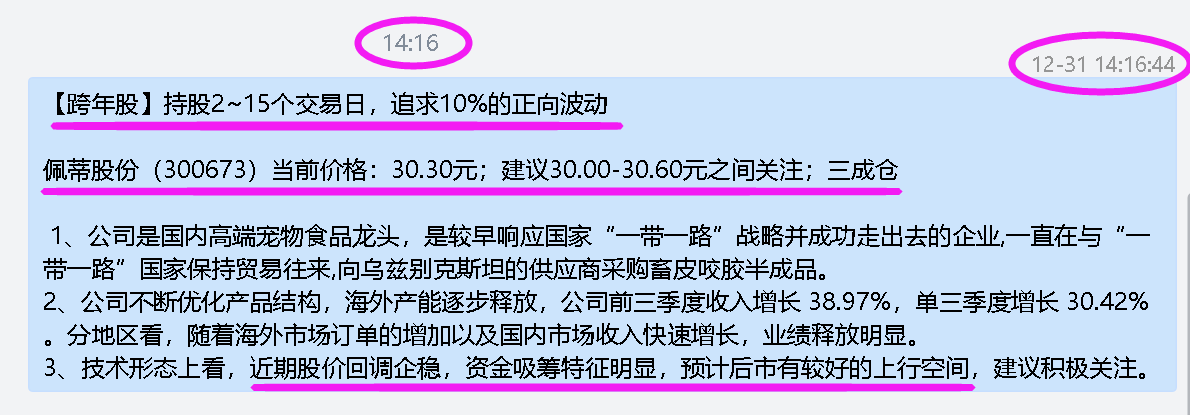 14:16
12-31 14:16:44
【跨年股】持股2~15个交易日，追求10%的正向波动
佩蒂股份（300673）当前价格：30.30元；建议30.00-30.60元之间关注；三成仓
1、公司是国内高端宠物食品龙头，是较早响应国家“一带一路”战略并成功走出去的企业,一直在与“一
带一路”国家保持贸易往来,向乌兹别克斯坦的供应商采购畜皮咬胶半成品。
2、公司不断优化产品结构，海外产能逐步释放，公司前三季度收入增长 38.97%，单三季度增长 30.42%
。分地区看，随着海外市场订单的增加以及国内市场收入快速增长，业绩释放明显。
3、技术形态上看，近期股价回调企稳，资金吸筹特征明显，预计后市有较好的上行空间，建议积极关注。